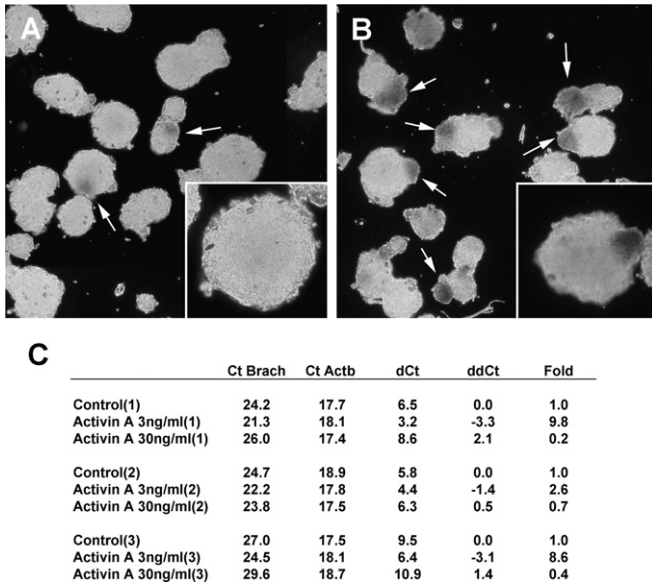 A
B
C
Ct Brach Ct Actb dCt ddCt Fold
Control(1) 24.2 17.7 6.5 0.0 1.0
Activin A 3ng/ml(1) 21.3 18.1 3.2 -3.3 9.8
Activin A 30ng/ml(1) 26.0 17.4 8.6 2.1 0.2
Control(2) 24.7 18.9 5.8 0.0 1.0
Activin A 3ng/ml(2) 22.2 17.8 4.4 -1.4 2.6
Activin A 30ng/ml(2) 23.8 17.5 6.3 0.5 0.7
Control(3) 27.0 17.5 9.5 0.0 1.0
Activin A 3ng/ml(3) 24.5 18.1 6.4 -3.1 8.6
Activin A 30ng/ml(3) 29.6 18.7 10.9 1.4 0.4